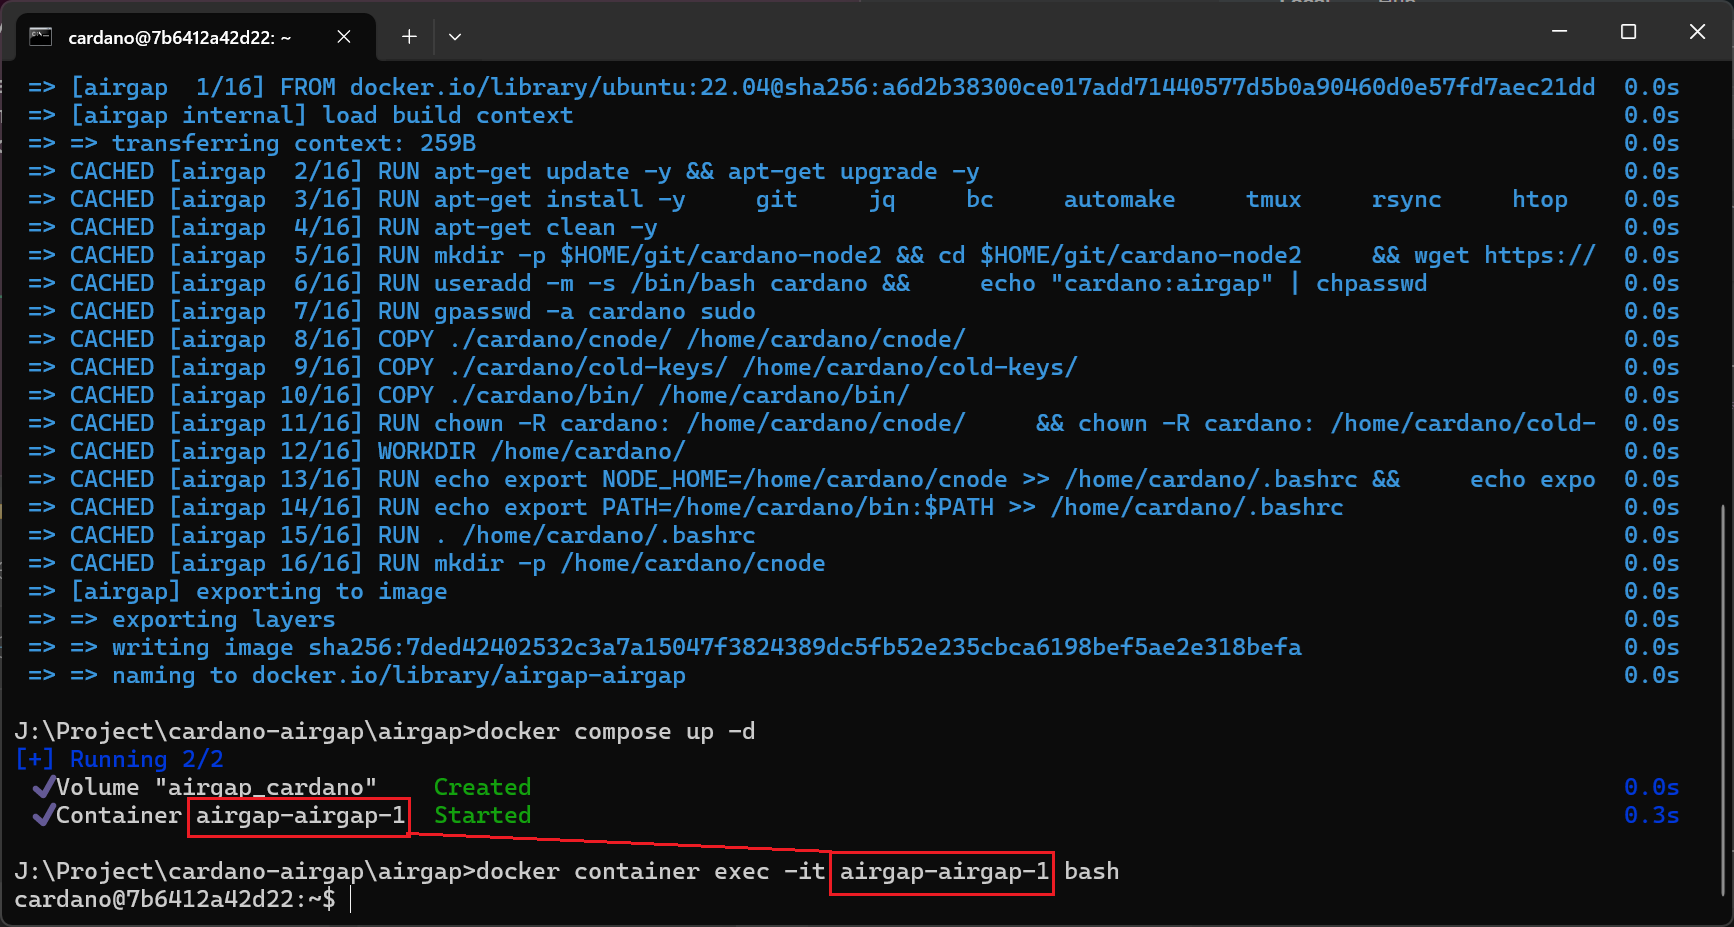 cardano@7b6412a42d22: ~
=> [airgap  1/16] FROM docker.io/library/ubuntu:22.04@sha256:a6d2b38300ce017add71440577d5b0a90460d0e57fd7aec21dd 0.0s
=> [airgap internal] load build context 0.0s
=> => transferring context: 259B 0.0s
=> CACHED [airgap  2/16] RUN apt-get update -y && apt-get upgrade -y 0.0s
=> CACHED [airgap  3/16] RUN apt-get install -y     git     jq     bc     automake     tmux     rsync     htop 0.0s
=> CACHED [airgap  4/16] RUN apt-get clean -y 0.0s
=> CACHED [airgap  5/16] RUN mkdir -p $HOME/git/cardano-node2 && cd $HOME/git/cardano-node2     && wget https:// 0.0s
=> CACHED [airgap  6/16] RUN useradd -m -s /bin/bash cardano &&     echo "cardano:airgap" | chpasswd 0.0s
=> CACHED [airgap  7/16] RUN gpasswd -a cardano sudo 0.0s
=> CACHED [airgap  8/16] COPY ./cardano/cnode/ /home/cardano/cnode/ 0.0s
=> CACHED [airgap  9/16] COPY ./cardano/cold-keys/ /home/cardano/cold-keys/ 0.0s
=> CACHED [airgap 10/16] COPY ./cardano/bin/ /home/cardano/bin/ 0.0s
=> CACHED [airgap 11/16] RUN chown -R cardano: /home/cardano/cnode/     && chown -R cardano: /home/cardano/cold- 0.0s
=> CACHED [airgap 12/16] WORKDIR /home/cardano/ 0.0s
=> CACHED [airgap 13/16] RUN echo export NODE_HOME=/home/cardano/cnode >> /home/cardano/.bashrc &&     echo expo 0.0s
=> CACHED [airgap 14/16] RUN echo export PATH=/home/cardano/bin:$PATH >> /home/cardano/.bashrc 0.0s
=> CACHED [airgap 15/16] RUN . /home/cardano/.bashrc 0.0s
=> CACHED [airgap 16/16] RUN mkdir -p /home/cardano/cnode 0.0s
=> [airgap] exporting to image 0.0s
=> => exporting layers 0.0s
=> => writing image sha256:7ded42402532c3a7a15047f3824389dc5fb52e235cbca6198bef5ae2e318befa 0.0s
=> => naming to docker.io/library/airgap-airgap 0.0s
J:\Project\cardano-airgap\airgap>docker compose up -d
[+] Running 2/2
✔Volume "airgap_cardano" Created 0.0s
✔Container airgap-airgap-1 Started 0.3s
J:\Project\cardano-airgap\airgap>docker container exec -it airgap-airgap-1 bash
cardano@7b6412a42d22:~$